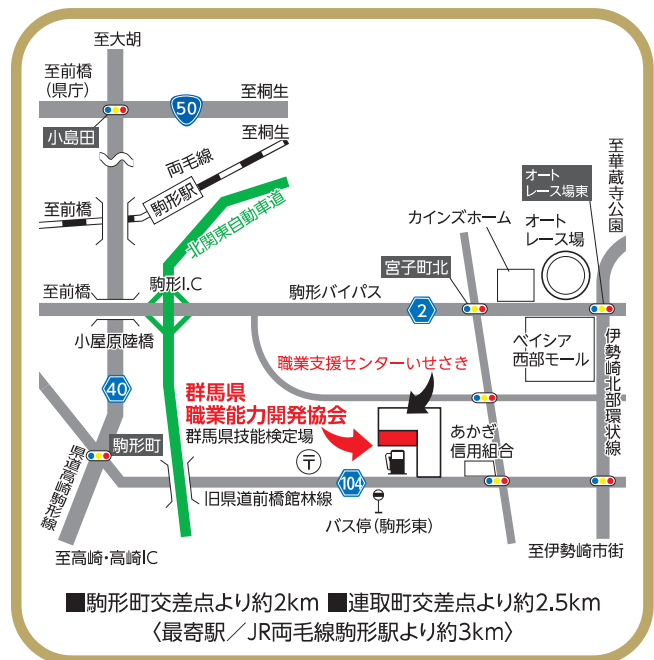 至大胡
至前橋
(県庁)
至桐生
50
小島田
至桐生
両毛線
駒形駅
至前橋
北関東自動車道
至華蔵寺公園
オート
レース場東
カインズホーム
オート
レース場
宮子町北
駒形I.C
至前橋
駒形バイパス
2
小屋原陸橋
ベイシア
西部モール
伊勢崎北部環状線
職業支援センターいせさき
40
群馬県
職業能力開発協会
群馬県技能検定場
駒形町
あかぎ
信用組合
〒
県道高崎駒形線
104
旧県道前橋館林線
バス停(駒形東)
至高崎・高崎IC
至伊勢崎市街
■駒形町交差点より約2km ■連取町交差点より約2.5km
〈最寄駅／JR両毛線駒形駅より約3km〉